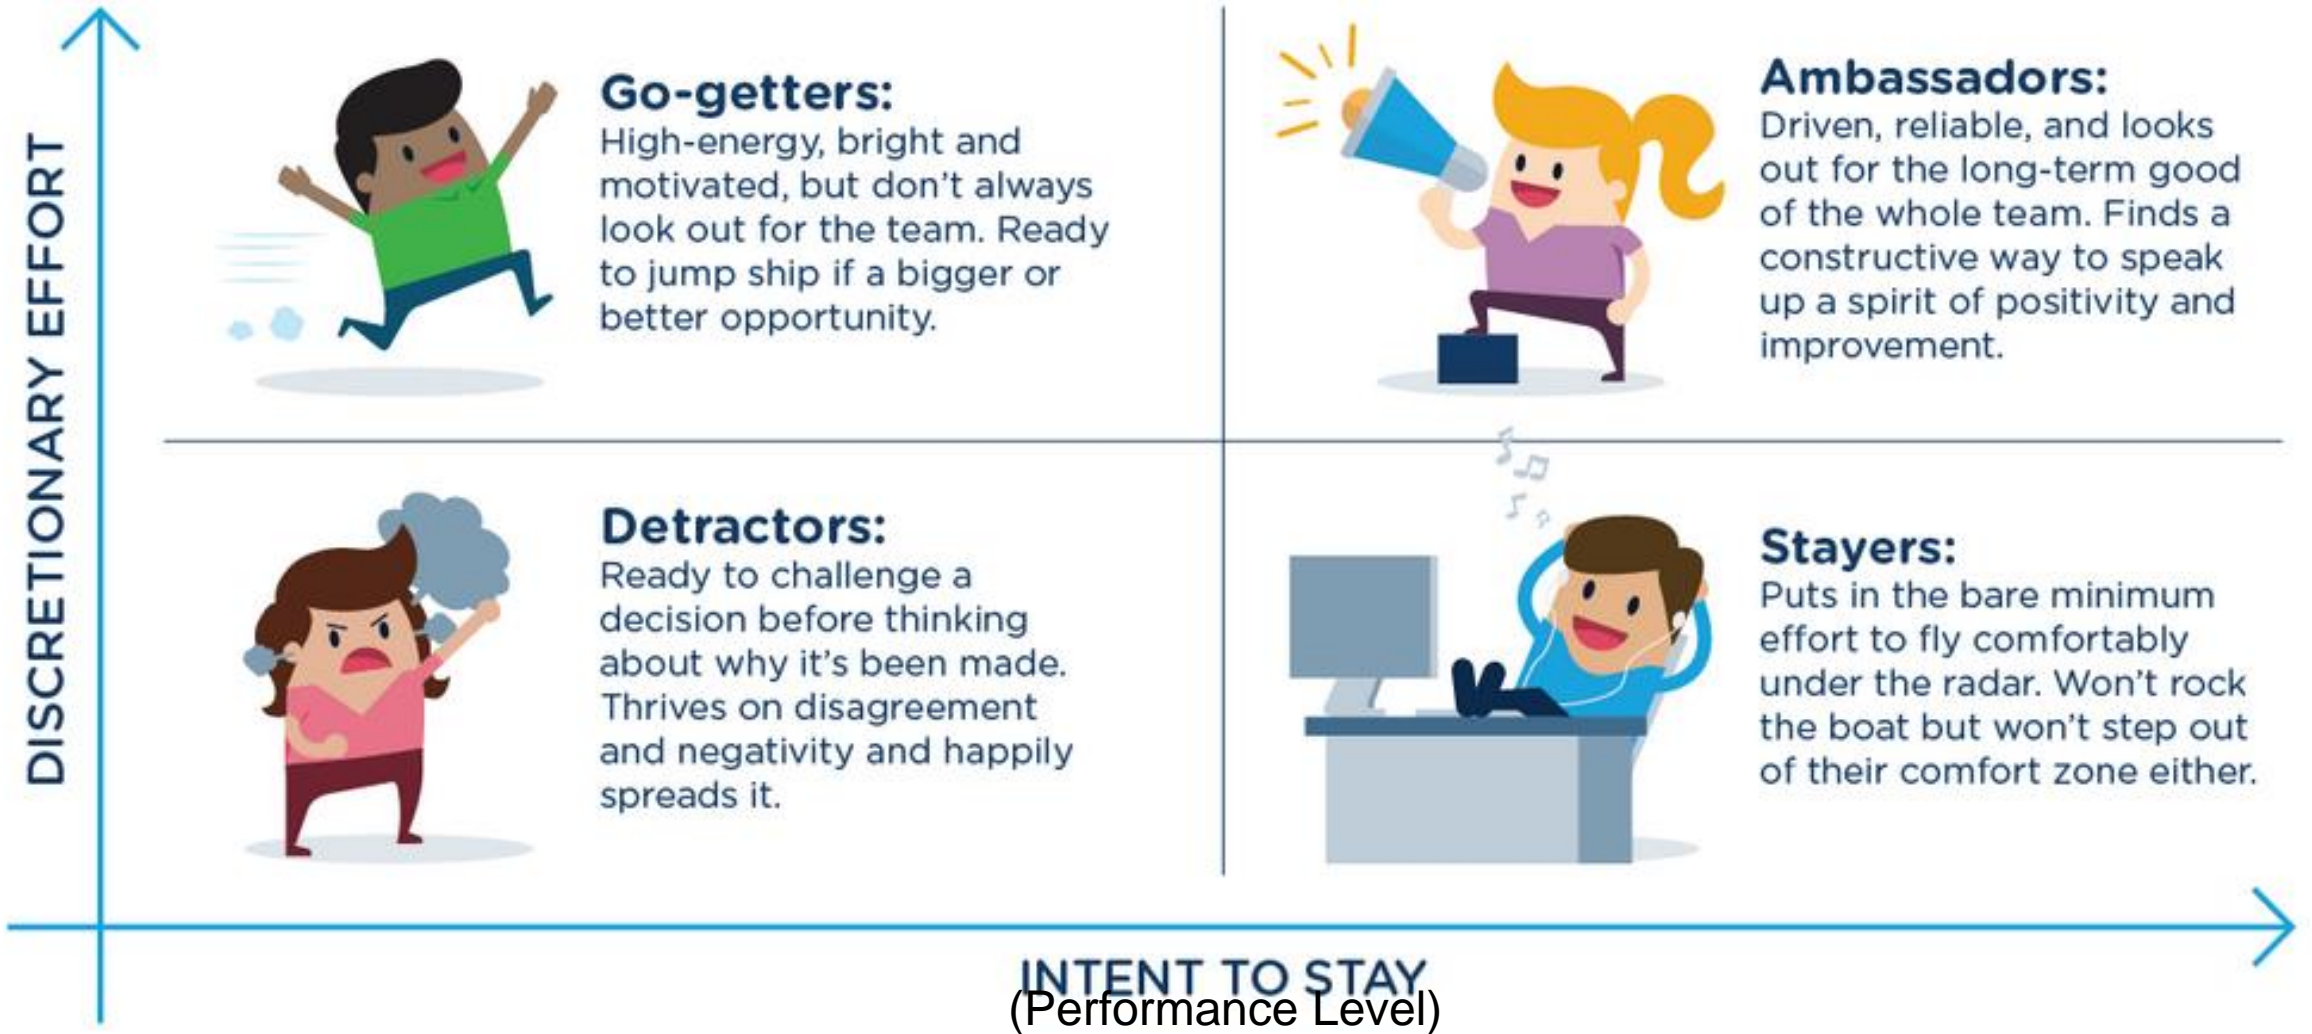 DISCRETIONARY EFFORT
Go-getters:
High-energy, bright and
motivated, but don't always
look out for the team. Ready
to jump ship if a bigger or
better opportunity.
Ambassadors:
Driven, reliable, and looks
out for the long-term good
of the whole team. Finds a
constructive way to speak
up a spirit of positivity and
improvement.
Detractors:
Ready to challenge a
decision before thinking
about why it's been made.
Thrives on disagreement
and negativity and happily
spreads it.
Stayers:
Puts in the bare minimum
effort to fly comfortably
under the radar. Won't rock
the boat but won't step out
of their comfort zone either.
INTENT TO STAY
(Performance Level)